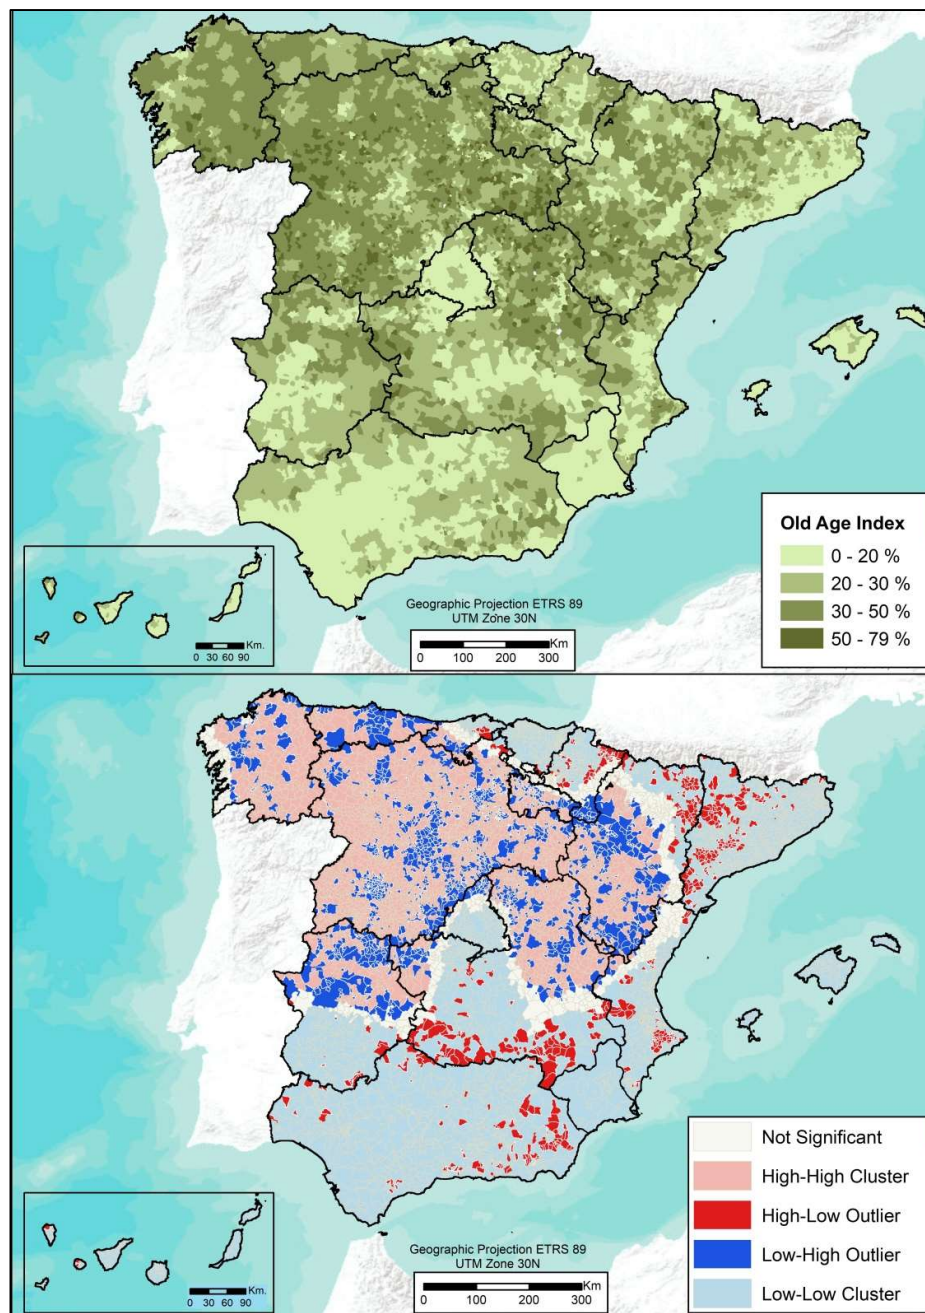 Old Age Index
0 - 20 %
20 - 30 %
30 - 50 %
50 - 79 %
Geographic Projection ETRS 89
UTM Zone 30N
Km.
0 30 60 90
Km
0 100 200 300
Not Significant
High-High Cluster
High-Low Outlier
Low-High Outlier
Low-Low Cluster
Geographic Projection ETRS 89
UTM Zone 30N
Km.
0 30 60 90
Km
0 100 200 300